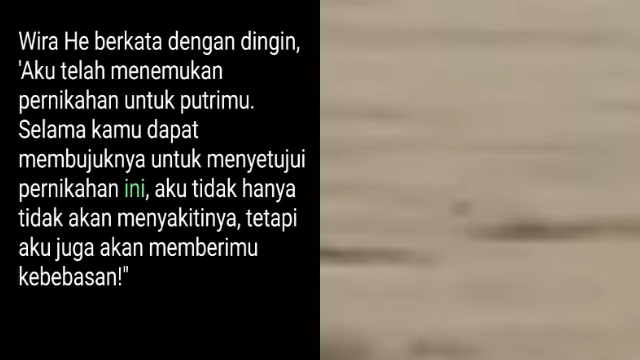 Wira He berkata dengan dingin,
'Aku telah menemukan
pernikahan untuk putrimu.
Selama kamu dapat
membujuknya untuk menyetujui
pernikahan ini, aku tidak hanya
tidak akan menyakitinya, tetapi
aku juga akan memberimu
kebebasan!"